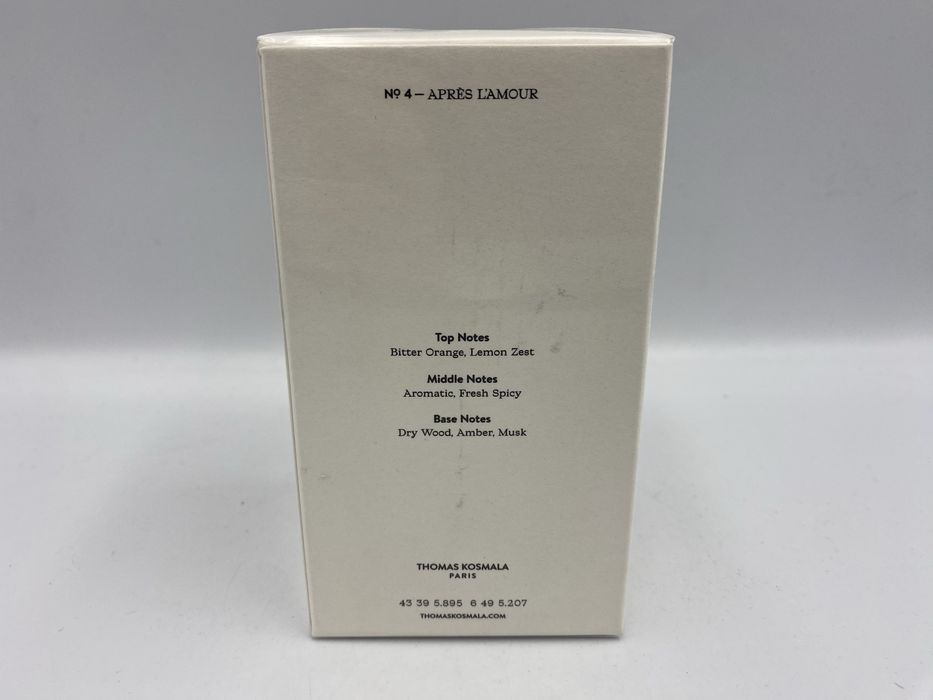 Nº 4 — APRÈS L'AMOUR
Top Notes
Bitter Orange, Lemon Zest
Middle Notes
Aromatic, Fresh Spicy
Base Notes
Dry Wood, Amber, Musk
THOMAS KOSMALA
PARIS
43 39 5.895 6 49 5.207
THOMASKOSMALA.COM